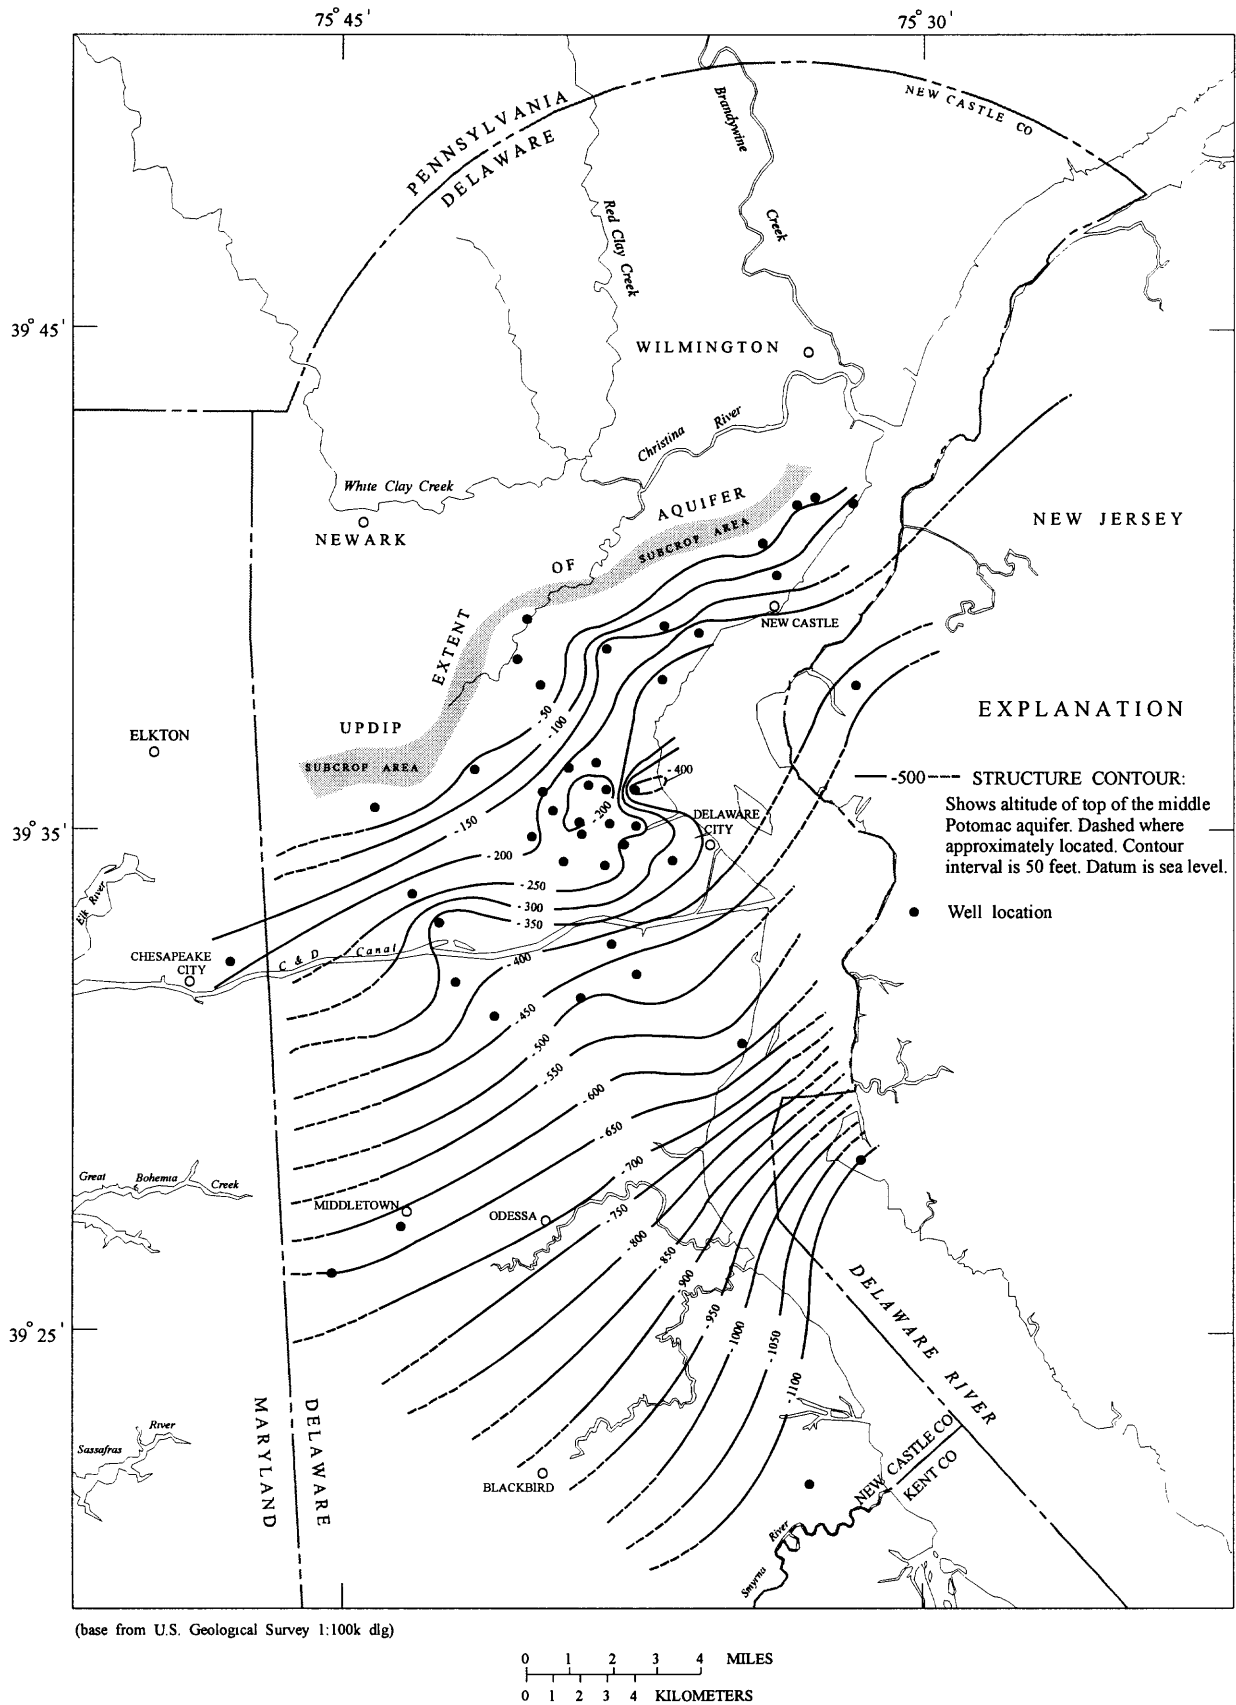 75° 45'
75° 30'
NEW CASTLE CO
PENNSYLVANIA
DELAWARE
Brandywine
Creek
Red Clay Creek
39° 45'
WILMINGTON
Christina River
White Clay Creek
NEWARK
NEW JERSEY
UPDIP EXTENT OF AQUIFER
SUBCROP AREA
SUBCROP AREA
NEW CASTLE
ELKTON
-50
-100
-150
-200
-200
-250
-300
-350
-400
-400
-450
-500
-550
-600
-650
-700
-750
-800
-850
-900
-950
-1000
-1050
-1100
EXPLANATION
-500 STRUCTURE CONTOUR:
Shows altitude of top of the middle
Potomac aquifer. Dashed where
approximately located. Contour
interval is 50 feet. Datum is sea level.
Well location
DELAWARE
CITY
39° 35'
Elk River
CHESAPEAKE
CITY
C & D Canal
Great Bohemia Creek
MIDDLETOWN
ODESSA
39° 25'
DELAWARE RIVER
MARYLAND
DELAWARE
Sassafras River
BLACKBIRD
NEW CASTLE CO
KENT CO
Smyrna River
(base from U.S. Geological Survey 1:100k dlg)
0 1 2 3 4 MILES
0 1 2 3 4 KILOMETERS